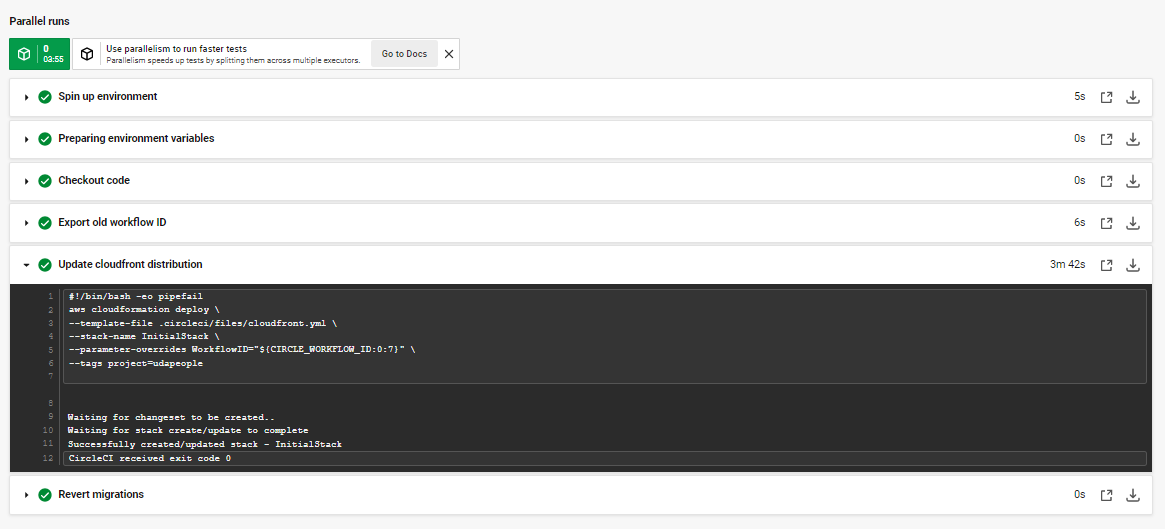 Parallel runs
0
03:55
Use parallelism to run faster tests
Parallelism speeds up tests by splitting them across multiple executors.
Go to Docs
Spin up environment 5s
Preparing environment variables 0s
Checkout code 0s
Export old workflow ID 6s
Update cloudfront distribution 3m 42s
1 #!/bin/bash -eo pipefail
2 aws cloudformation deploy \
3 --template-file .circleci/files/cloudfront.yml \
4 --stack-name InitialStack \
5 --parameter-overrides WorkflowID="${CIRCLE_WORKFLOW_ID:0:7}" \
6 --tags project=udapeople
7
8
9 Waiting for changeset to be created..
10 Waiting for stack create/update to complete
11 Successfully created/updated stack - InitialStack
12 CircleCI received exit code 0
Revert migrations 0s